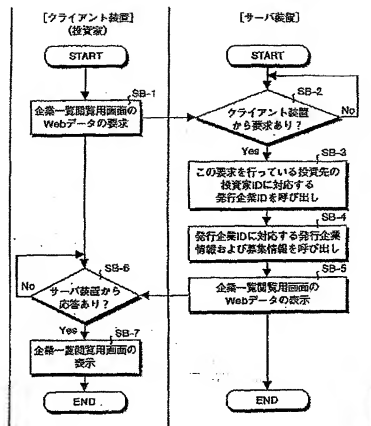 [クライアント装置]
(投資家)
START
SB-1
企業一覧閲覧用画面の
Webデータの要求
SB-6
No
サーバ装置から
応答あり?
Yes
SB-7
企業一覧閲覧用画面の
表示
END
[サーバ装置]
START
SB-2
クライアント装置
から要求あり?
No
Yes
SB-3
この要求を行っている投資先の
投資家IDに対応する
発行企業IDを呼び出し
SB-4
発行企業IDに対応する発行企業
情報および募集情報を呼び出し
SB-5
企業一覧閲覧用画面の
Webデータの表示
END